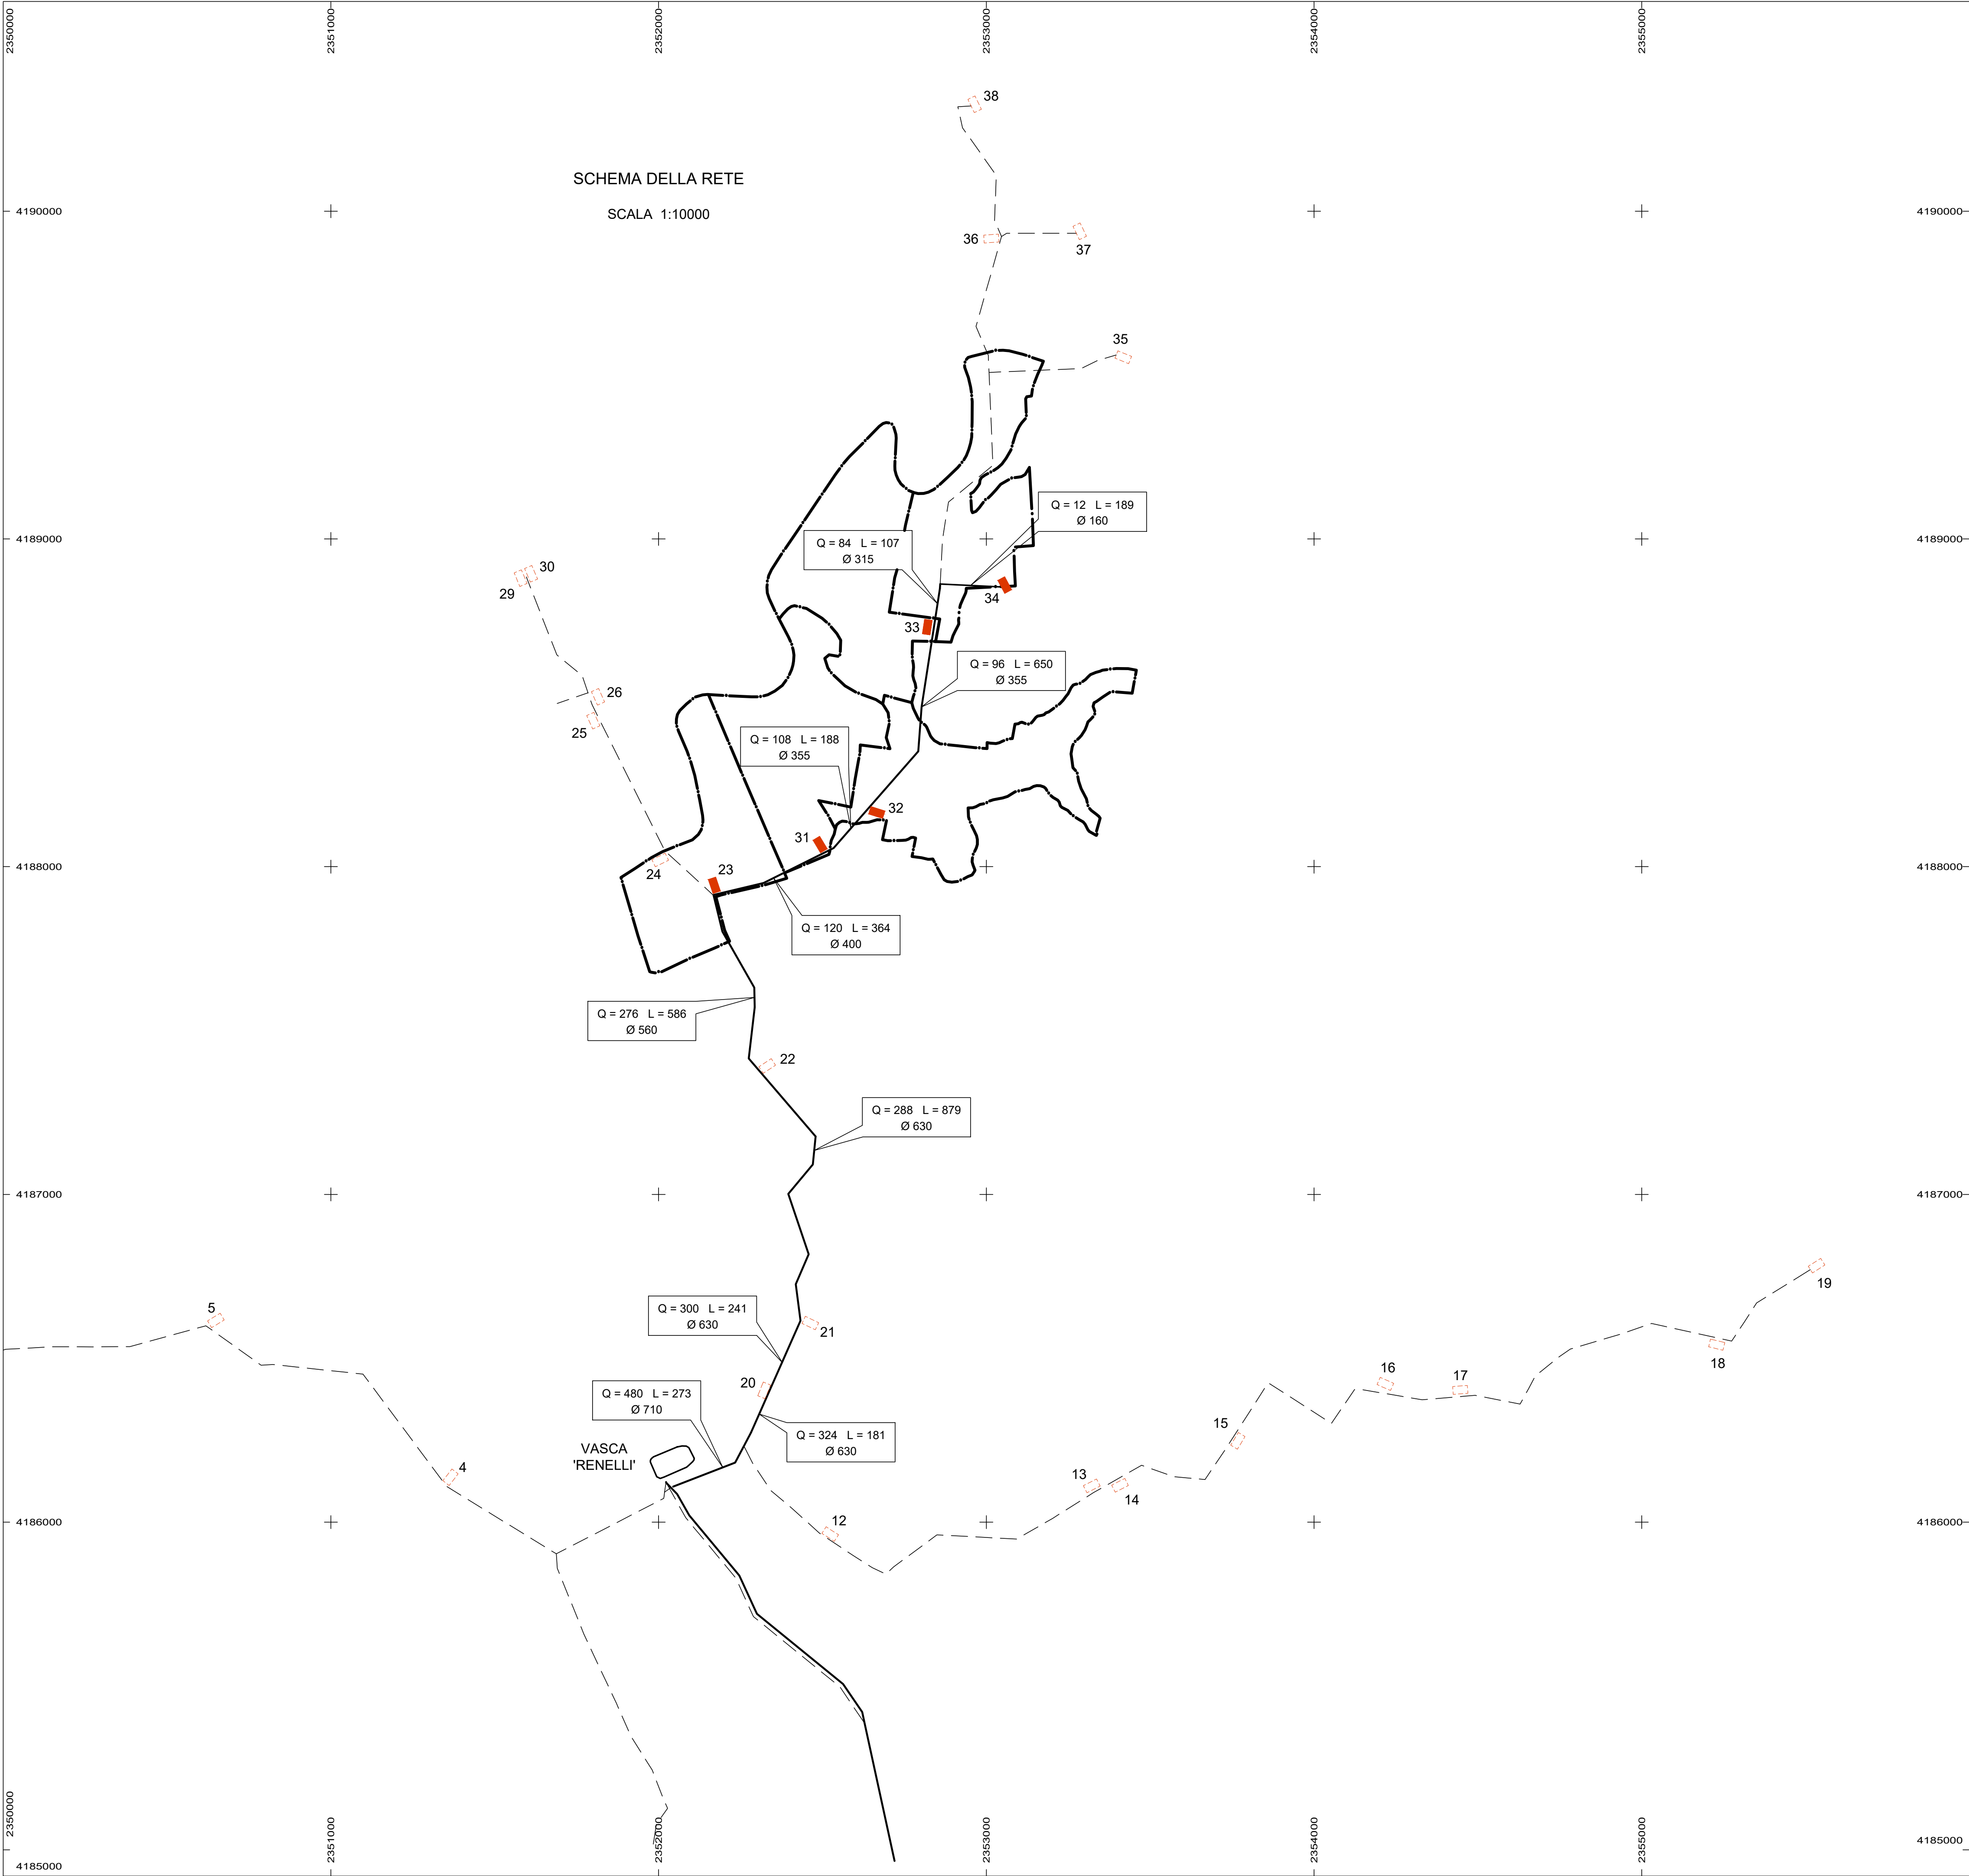 2350000
2351000
2352000
2353000
2354000
2355000
38
SCHEMA DELLA RETE
SCALA 1:10000
4190000
4190000
36
37
35
Q = 12 L = 189
Ø 160
4189000
Q = 84 L = 107
Ø 315
4189000
30
29
34
33
Q = 96 L = 650
Ø 355
26
25
Q = 108 L = 188
Ø 355
32
31
4188000
24
23
4188000
Q = 120 L = 364
Ø 400
Q = 276 L = 586
Ø 560
22
Q = 288 L = 879
Ø 630
4187000
4187000
19
5
Q = 300 L = 241
Ø 630
21
18
16
17
20
Q = 480 L = 273
Ø 710
15
Q = 324 L = 181
Ø 630
VASCA
'RENELLI'
4
13
14
12
4186000
4186000
2350000
2351000
2352000
2353000
2354000
2355000
4185000
4185000